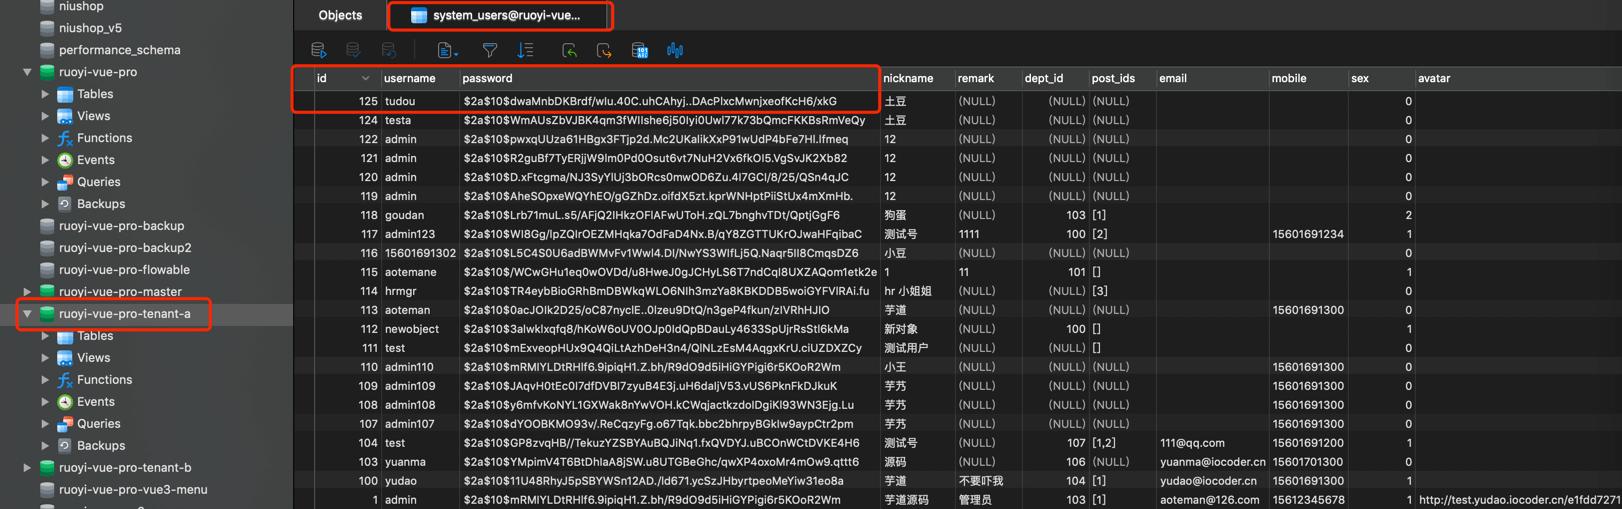 niushop
niushop_v5
performance_schema
ruoyi-vue-pro
Tables
Views
Functions
Events
Queries
Backups
ruoyi-vue-pro-backup
ruoyi-vue-pro-backup2
ruoyi-vue-pro-flowable
ruoyi-vue-pro-master
ruoyi-vue-pro-tenant-a
Tables
Views
Functions
Events
Queries
Backups
ruoyi-vue-pro-tenant-b
ruoyi-vue-pro-vue3-menu
Objects system_users@ruoyi-vue...
id username password nickname remark dept_id post_ids email mobile sex avatar
125 tudou $2a$10$dwaMnbDKBrdf/wIu.40C.uhCAhyj..DAcPIxcMwnjxeofKcH6/xkG 土豆 (NULL) (NULL) (NULL) 0
124 testa $2a$10$WmAUsZbVJBK4qm3fWIIshe6j50Iyi0Uwl77k73bQmcFKKBsRmVeQy 土豆 (NULL) (NULL) (NULL) 0
122 admin $2a$10$pwxqUUza61HBgx3FTjp2d.Mc2UKalikXxP91wUdP4bFe7Hl.lfmeq 12 (NULL) (NULL) (NULL) 0
121 admin $2a$10$R2guBf7TyERjjW9Im0Pd0Osut6vt7NuH2Vx6fkOI5.VgSvJK2Xb82 12 (NULL) (NULL) (NULL) 0
120 admin $2a$10$D.xFtcgma/NJ3SyYlUj3bORcs0mwOD6Zu.4I7GCI/8/25/QSn4qJC 12 (NULL) (NULL) (NULL) 0
119 admin $2a$10$AheSOpxeWQYhEO/gGZhDz.oifdX5zt.kprWNHptPiiStUx4mXmHb. 12 (NULL) (NULL) (NULL) 0
118 goudan $2a$10$Lrb71muL.s5/AFjQ2IHkzOFlAFwUToH.zQL7bnghvTDt/QptjGgF6 狗蛋 (NULL) 103 [1] 2
117 admin123 $2a$10$WI8Gg/lpZQIrOEZMHqka7OdFaD4Nx.B/qY8ZGTTUKrOJwaHFqibaC 测试号 1111 100 [2] 15601691234 1
116 15601691302 $2a$10$L5C4S0U6adBWMvFv1Wwl4.DI/NwYS3WIfLj5Q.Naqr5II8CmqsDZ6 小豆 (NULL) (NULL) (NULL) 0
115 aotemane $2a$10$/WCwGHu1eq0wOVDd/u8HweJ0gJCHyLS6T7ndCqI8UXZAQom1etk2e 1 11 101 [] 1
114 hrmgr $2a$10$TR4eybBioGRhBmDBWkqWLO6NIh3mzYa8KBKDDB5woiGYFVlRAi.fu hr 小姐姐 (NULL) (NULL) [3] 0
113 aoteman $2a$10$0acJOIk2D25/oC87nyclE..0lzeu9DtQ/n3geP4fkun/zIVRhHJIO 芋道 (NULL) (NULL) (NULL) 15601691300 0
112 newobject $2a$10$3alwklxqfq8/hKoW6oUV0OJp0IdQpBDauLy4633SpUjrRsStl6kMa 新对象 (NULL) 100 [] 1
111 test $2a$10$mExveopHUx9Q4QiLtAzhDeH3n4/QlNLzEsM4AqgxKrU.ciUZDXZCy 测试用户 (NULL) (NULL) [] 0
110 admin110 $2a$10$mRMIYLDtRHlf6.9ipiqH1.Z.bh/R9dO9d5iHiGYPigi6r5KOoR2Wm 小王 (NULL) (NULL) (NULL) 15601691300 0
109 admin109 $2a$10$JAqvH0tEc0I7dfDVBI7zyuB4E3j.uH6daIjV53.vUS6PknFkDJkuK 芋艿 (NULL) (NULL) (NULL) 15601691300 0
108 admin108 $2a$10$y6mfvKoNYL1GXWak8nYwVOH.kCWqjactkzdoIDgiKl93WN3Ejg.Lu 芋艿 (NULL) (NULL) (NULL) 15601691300 0
107 admin107 $2a$10$dYOOBKMO93v/.ReCqzyFg.o67Tqk.bbc2bhrpyBGkIw9aypCtr2pm 芋艿 (NULL) (NULL) (NULL) 15601691300 0
104 test $2a$10$GP8zvqHB//TekuzYZSBYAuBQJiNq1.fxQVDYJ.uBCOnWCtDVKE4H6 测试号 (NULL) 107 [1,2] 111@qq.com 15601691200 1
103 yuanma $2a$10$YMpimV4T6BtDhIaA8jSW.u8UTGBeGhc/qwXP4oxoMr4mOw9.qttt6 源码 (NULL) 106 (NULL) yuanma@iocoder.cn 15601701300 0
100 yudao $2a$10$11U48RhyJ5pSBYWSn12AD./ld671.ycSzJHbyrtpeoMeYiw31eo8a 芋道 不要吓我 104 [1] yudao@iocoder.cn 15601691300 1
1 admin $2a$10$mRMIYLDtRHlf6.9ipiqH1.Z.bh/R9dO9d5iHiGYPigi6r5KOoR2Wm 芋道源码 管理员 103 [1] aoteman@126.com 15612345678 1 http://test.yudao.iocoder.cn/e1fdd7271